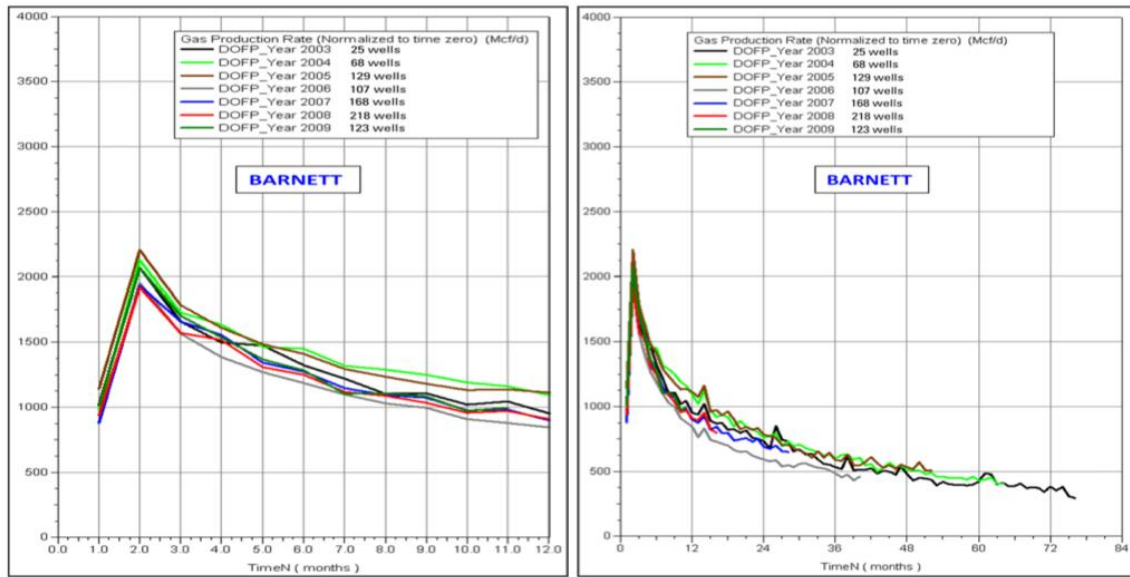 4000
3500
3000
2500
2000
1500
1000
500
0
Gas Production Rate (Normalized to time zero) (Mcf/d)
DOFP_Year 2003 25 wells
DOFP_Year 2004 68 wells
DOFP_Year 2005 129 wells
DOFP_Year 2006 107 wells
DOFP_Year 2007 168 wells
DOFP_Year 2008 218 wells
DOFP_Year 2009 123 wells
BARNETT
0.0 1.0 2.0 3.0 4.0 5.0 6.0 7.0 8.0 9.0 10.0 11.0 12.0
TimeN ( months )
4000
3500
3000
2500
2000
1500
1000
500
0
Gas Production Rate (Normalized to time zero) (Mcf/d)
DOFP_Year 2003 25 wells
DOFP_Year 2004 68 wells
DOFP_Year 2005 129 wells
DOFP_Year 2006 107 wells
DOFP_Year 2007 168 wells
DOFP_Year 2008 218 wells
DOFP_Year 2009 123 wells
BARNETT
0 12 24 36 48 60 72 84
TimeN ( months )